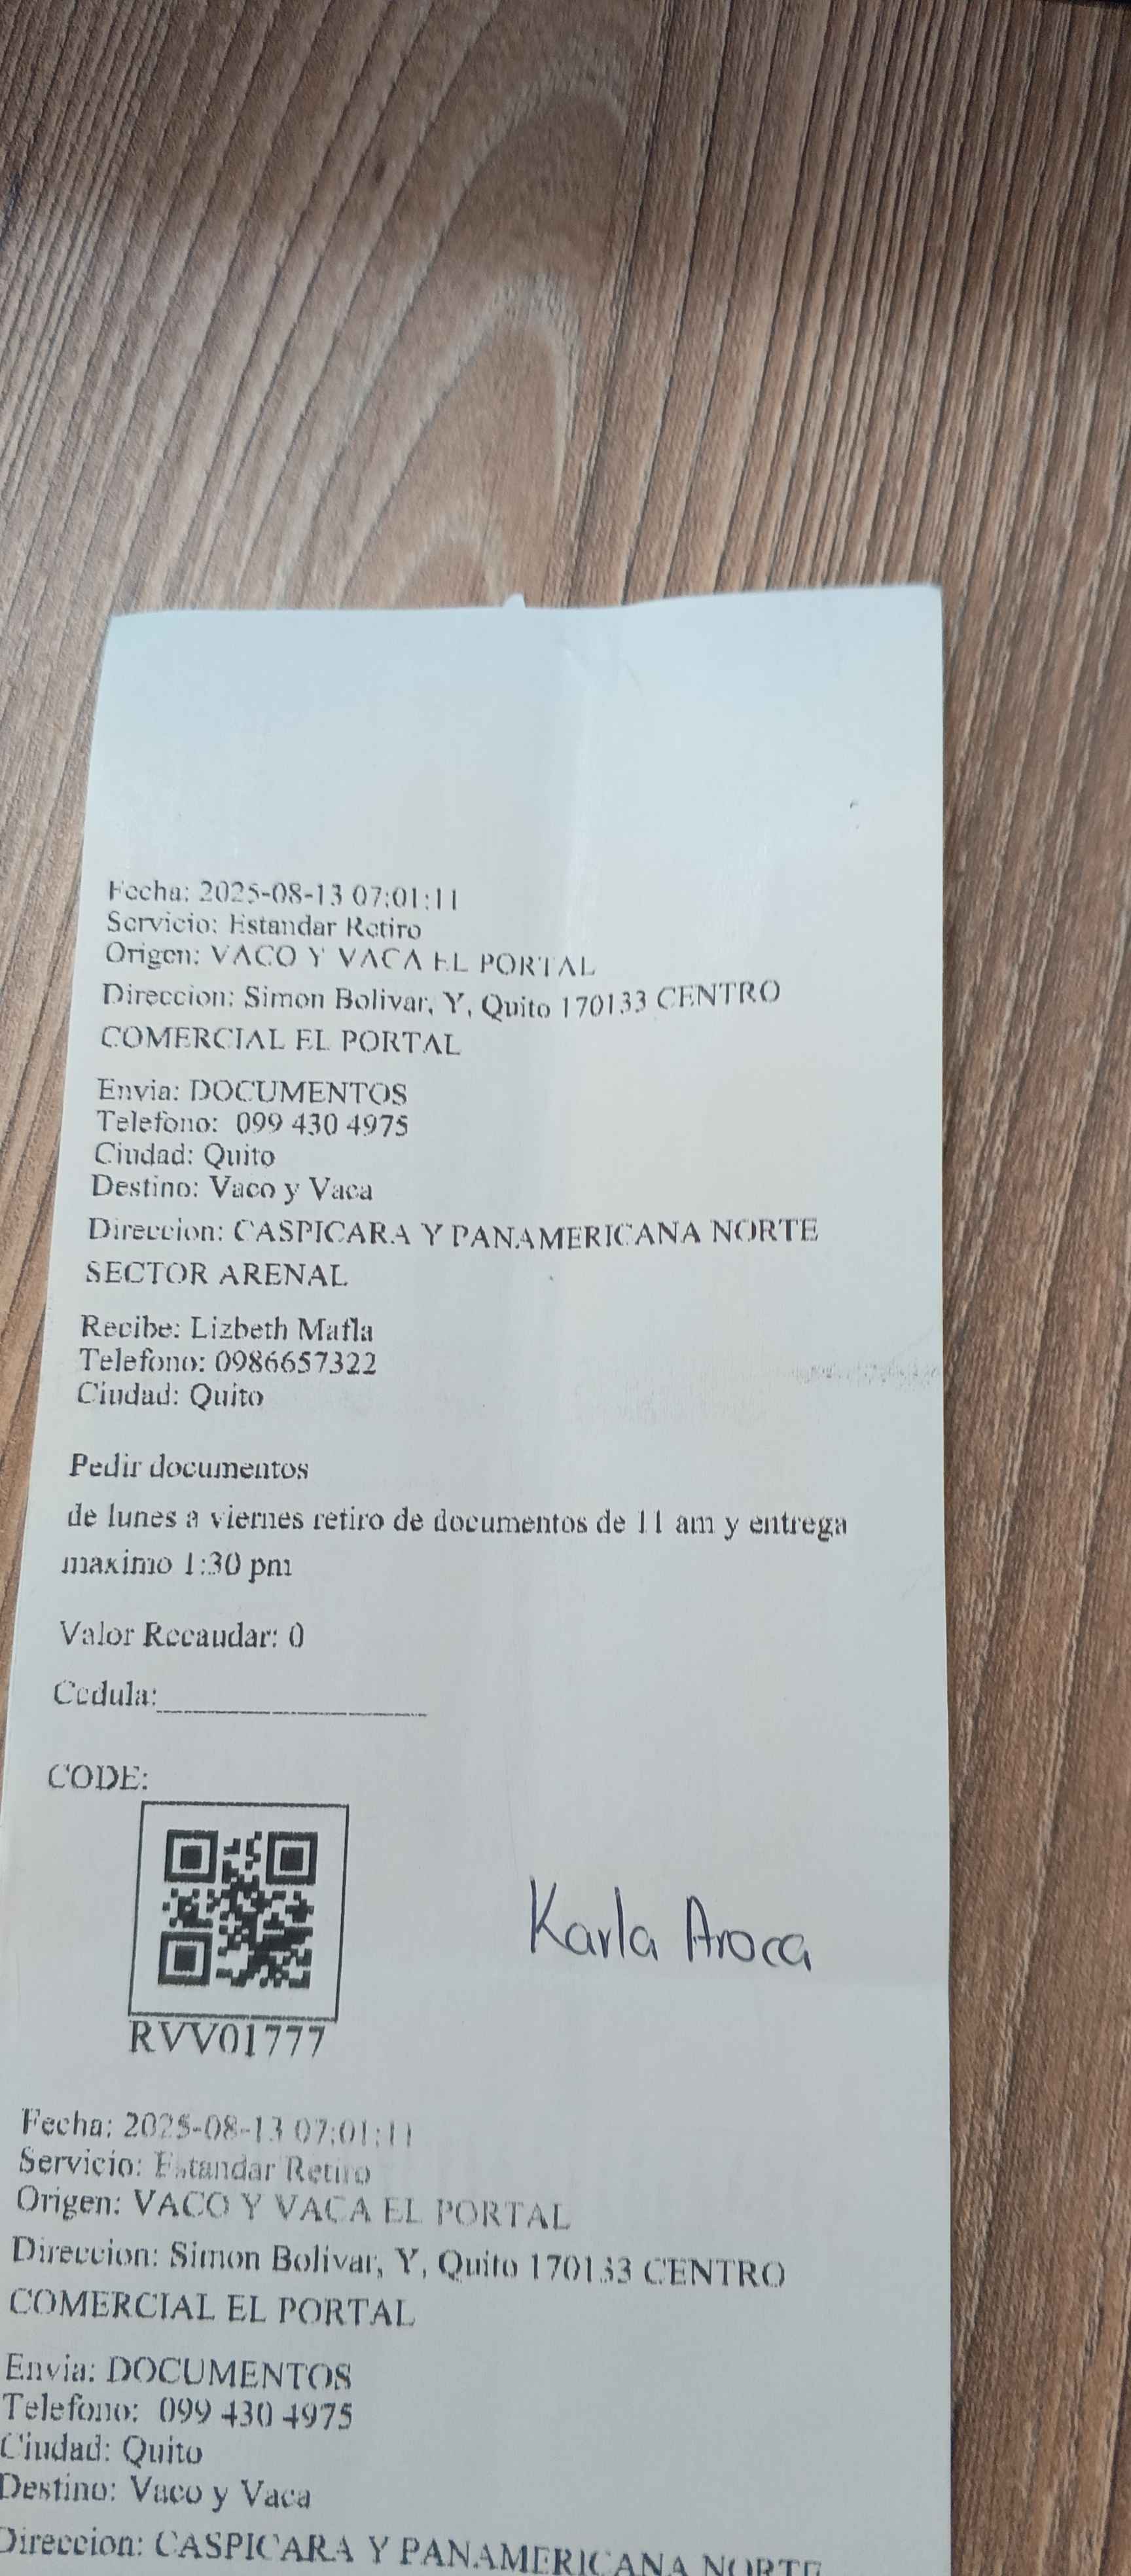 Fecha: 2025-08-13 07:01:11
Servicio: Estandar Retiro
Origen: VACO Y VACA EL PORTAL
Direccion: Simon Bolivar, Y, Quito 170133 CENTRO
COMERCIAL EL PORTAL
Envia: DOCUMENTOS
Telefono: 099 430 4975
Ciudad: Quito
Destino: Vaco y Vaca
Direccion: CASPICARA Y PANAMERICANA NORTE
SECTOR ARENAL
Recibe: Lizbeth Mafla
Telefono: 0986657322
Ciudad: Quito
Pedir documentos
de lunes a viernes retiro de documentos de 11 am y entrega
maximo 1:30 pm
Valor Recaudar: 0
Cedula:
CODE:
Karla Aroca
RVV01777
Fecha: 2025-08-13 07:01:11
Servicio: Estandar Retiro
Origen: VACO Y VACA EL PORTAL
Direccion: Simon Bolivar, Y, Quito 170133 CENTRO
COMERCIAL EL PORTAL
Envia: DOCUMENTOS
Telefono: 099 430 4975
Ciudad: Quito
Destino: Vaco y Vaca
Direccion: CASPICARA Y PANAMERICANA NORTE